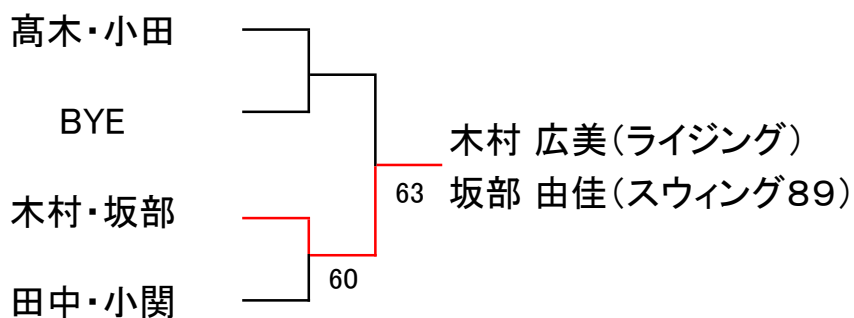 髙木・小田
BYE
木村 広美（ライジング）
63 坂部 由佳（スウィング８９）
木村・坂部
60
田中・小関